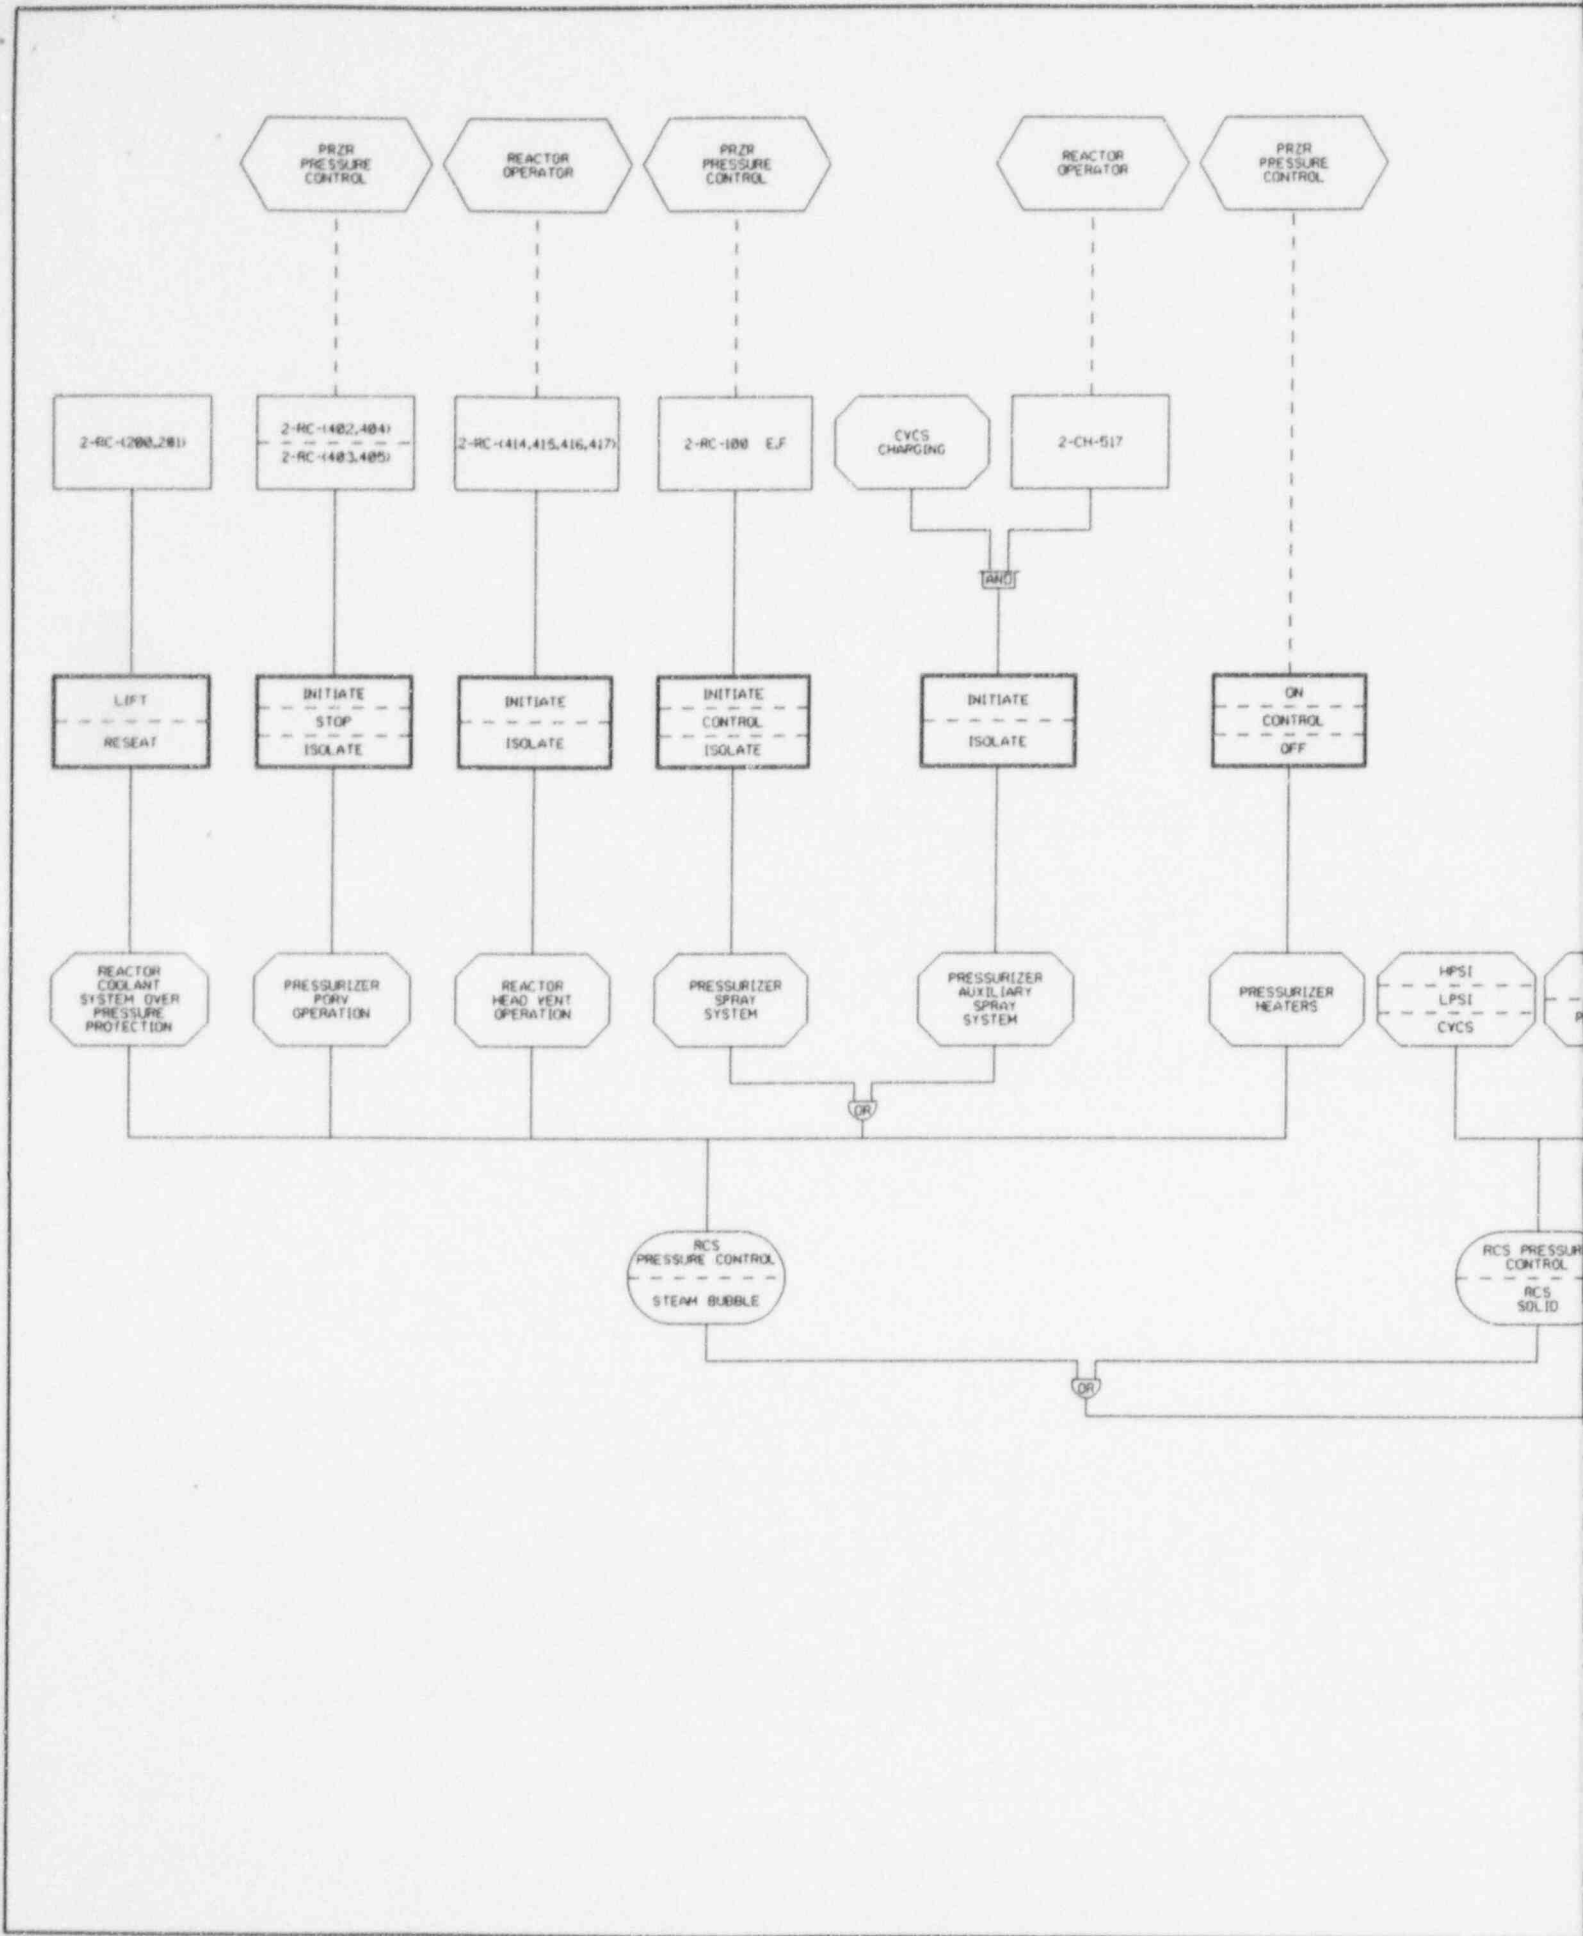 PRZR
PRESSURE
CONTROL
REACTOR
OPERATOR
PRZR
PRESSURE
CONTROL
REACTOR
OPERATOR
PRZR
PRESSURE
CONTROL
2-RC-(200,201)
2-RC-(402,404)
2-RC-(403,405)
2-RC-(414,415,416,417)
2-RC-100 E,F
CVCS
CHARGING
2-CH-517
AND
LIFT
RESEAT
INITIATE
STOP
ISOLATE
INITIATE
ISOLATE
INITIATE
CONTROL
ISOLATE
INITIATE
ISOLATE
ON
CONTROL
OFF
REACTOR
COOLANT
SYSTEM OVER
PRESSURE
PROTECTION
PRESSURIZER
PORV
OPERATION
REACTOR
HEAD VENT
OPERATION
PRESSURIZER
SPRAY
SYSTEM
PRESSURIZER
AUXILIARY
SPRAY
SYSTEM
PRESSURIZER
HEATERS
HPSI
LPSI
CVCS
P
OR
RCS
PRESSURE CONTROL
STEAM BUBBLE
RCS PRESSUR
CONTROL
RCS
SOLID
OR